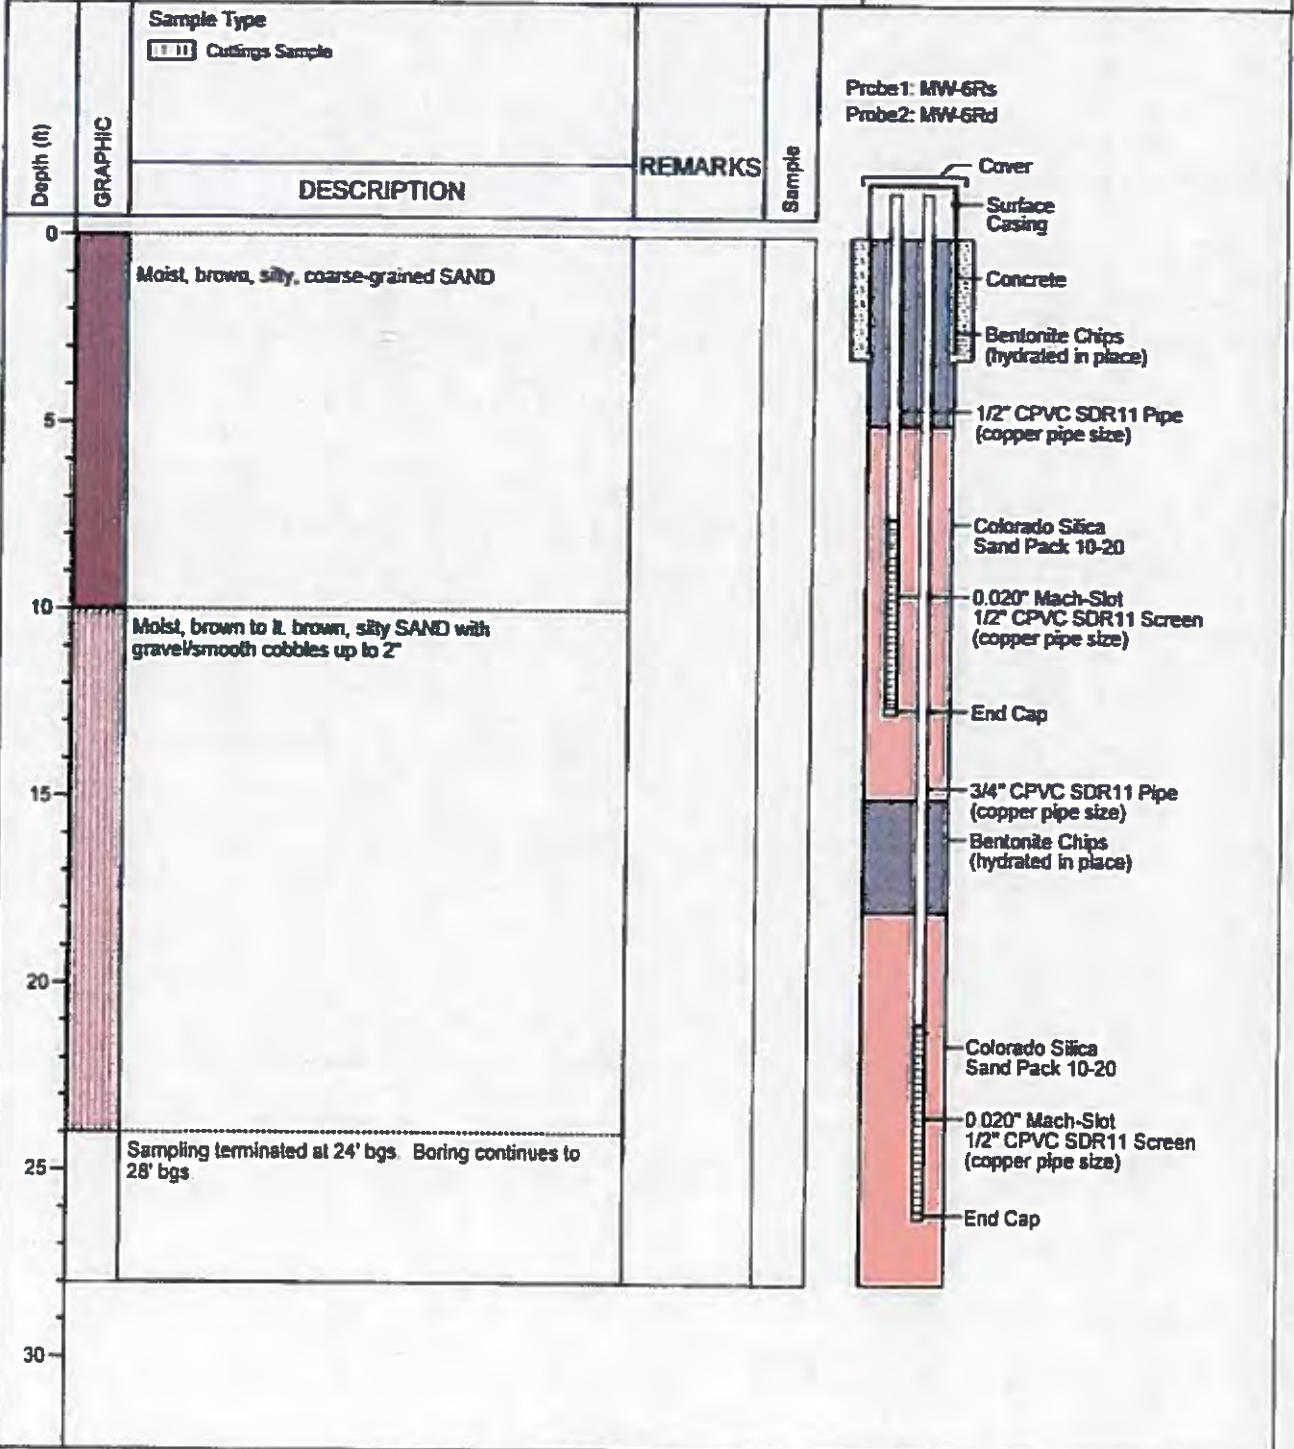 Sample Type
Cuttings Sample
Probe1: MW-6Rs
Probe2: MW-6Rd
Depth (ft)
GRAPHIC
DESCRIPTION
REMARKS
Sample
Cover
Surface
Casing
0
Moist, brown, silty, coarse-grained SAND
Concrete
Bentonite Chips
(hydrated in place)
5
1/2" CPVC SDR11 Pipe
(copper pipe size)
Colorado Silica
Sand Pack 10-20
10
Moist, brown to lt. brown, silty SAND with
gravel/smooth cobbles up to 2"
0.020" Mach-Slot
1/2" CPVC SDR11 Screen
(copper pipe size)
End Cap
15
3/4" CPVC SDR11 Pipe
(copper pipe size)
Bentonite Chips
(hydrated in place)
20
Colorado Silica
Sand Pack 10-20
0.020" Mach-Slot
1/2" CPVC SDR11 Screen
(copper pipe size)
Sampling terminated at 24' bgs. Boring continues to
28' bgs
25
End Cap
30